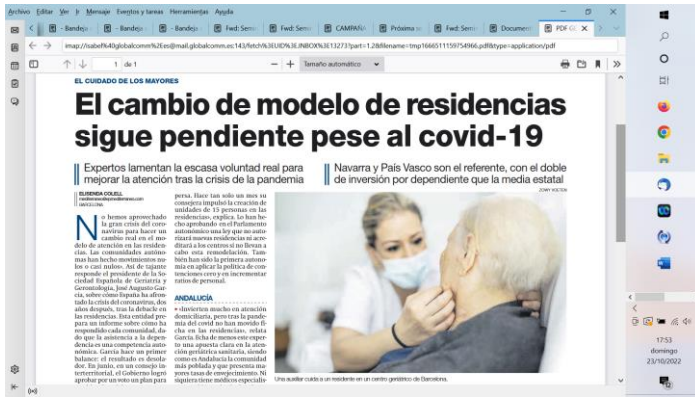 Archivo Editar Ver Ir Mensaje Eventos y tareas Herramientas Ayuda
- Bandeja - Bandeja - Bandeja Fwd: Semi Fwd: Semi CAMPAÑA Próxima Fwd: Semi Document PDF
1 de 1
Tamaño automático
EL CUIDADO DE LOS MAYORES
El cambio de modelo de residencias
sigue pendiente pese al covid-19
Expertos lamentan la escasa voluntad real para
mejorar la atención tras la crisis de la pandemia
Navarra y País Vasco son el referente, con el doble
de inversión por dependiente que la media estatal
ELISENDA COLELL
BARCELONA
No hemos aprovechado
la gran crisis del coro-
navirus para hacer un
cambio real en el mo-
delo de atención en las residen-
cias. Las comunidades autóno-
mas han hecho movimientos nu-
los o casi nulos». Así de tajante
responde el presidente de la So-
ciedad Española de Geriatría y
Gerontología, José Augusto Gar-
cía, sobre cómo España ha afron-
tado la crisis del coronavirus, dos
años después, tras la debacle en
las residencias. Esta entidad pre-
para un informe sobre cómo ha
respondido cada comunidad, da-
do que la asistencia a la depen-
dencia es una competencia auto-
nómica. García hace un primer
balance: el resultado es desola-
dor. En junio, en un consejo in-
terterritorial, el Gobierno logró
aprobar por un voto un plan para
persa. Hace tan solo un mes su
consejera impulsó la creación de
unidades de 15 personas en las
residencias», explica. Lo han he-
cho aprobando en el Parlamento
autonómico una ley que no auto-
rizará nuevas residencias ni acre-
ditará a los centros si no llevan a
cabo esta remodelación. Tam-
bién han sido la primera autono-
mía en aplicar la política de con-
tenciones cero y en incrementar
ratios de personal.
ANDALUCÍA
«Invierten mucho en atención
domiciliaria, pero tras la pande-
mia del covid no han movido fi-
cha en las residencias», relata
García. Echa de menos este exper-
to una apuesta clara en la aten-
ción geriátrica sanitaria, siendo
como es Andalucía la comunidad
más poblada y que presenta ma-
yores tasas de envejecimiento. Ni
siquiera tiene médicos especialis-
Una auxiliar cuida a un residente en un centro geriátrico de Barcelona.
17:53
domingo
23/10/2022